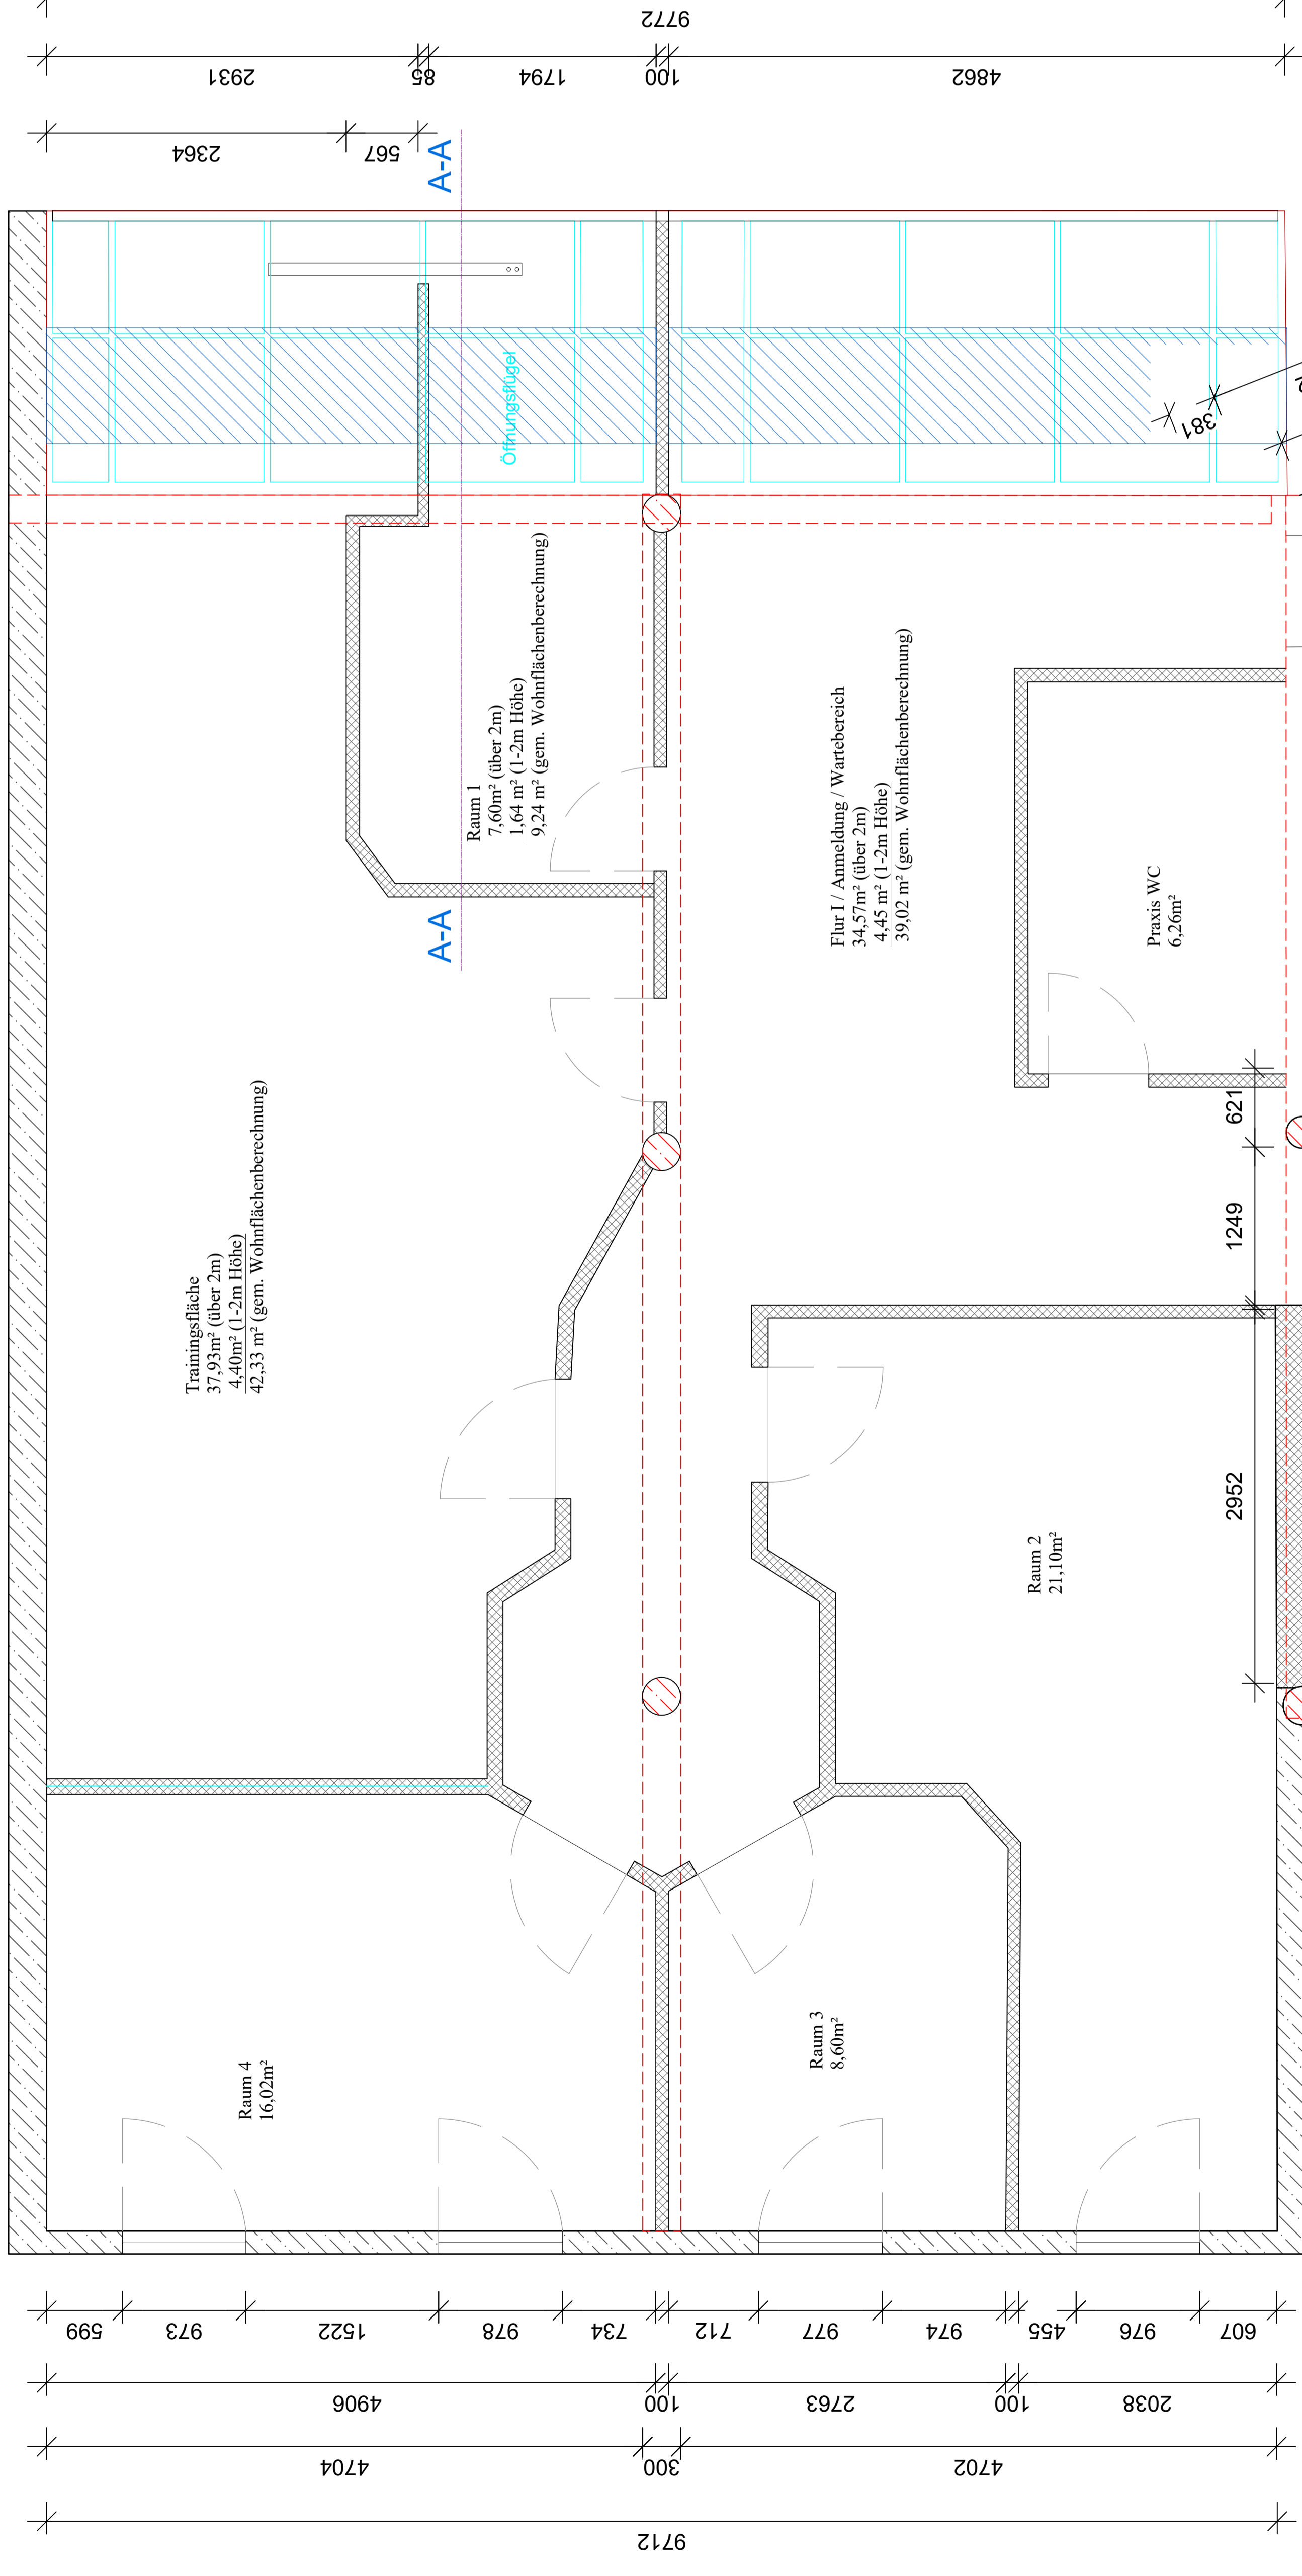 9772
2931
85
1794
100
4862
2364
567
A-A
Öffnungsflügel
381
Raum 1
7,60m² (über 2m)
1,64 m² (1-2m Höhe)
9,24 m² (gem. Wohnflächenberechnung)
Flur I / Anmeldung / Wartebereich
34,57m² (über 2m)
4,45 m² (1-2m Höhe)
39,02 m² (gem. Wohnflächenberechnung)
Praxis WC
6,26m²
A-A
Trainingsfläche
37,93m² (über 2m)
4,40m² (1-2m Höhe)
42,33 m² (gem. Wohnflächenberechnung)
621
1249
2952
Raum 2
21,10m²
Raum 3
8,60m²
Raum 4
16,02m²
599
973
1522
978
734
712
977
974
455
976
607
4906
100
2763
100
2038
4704
300
4702
9712